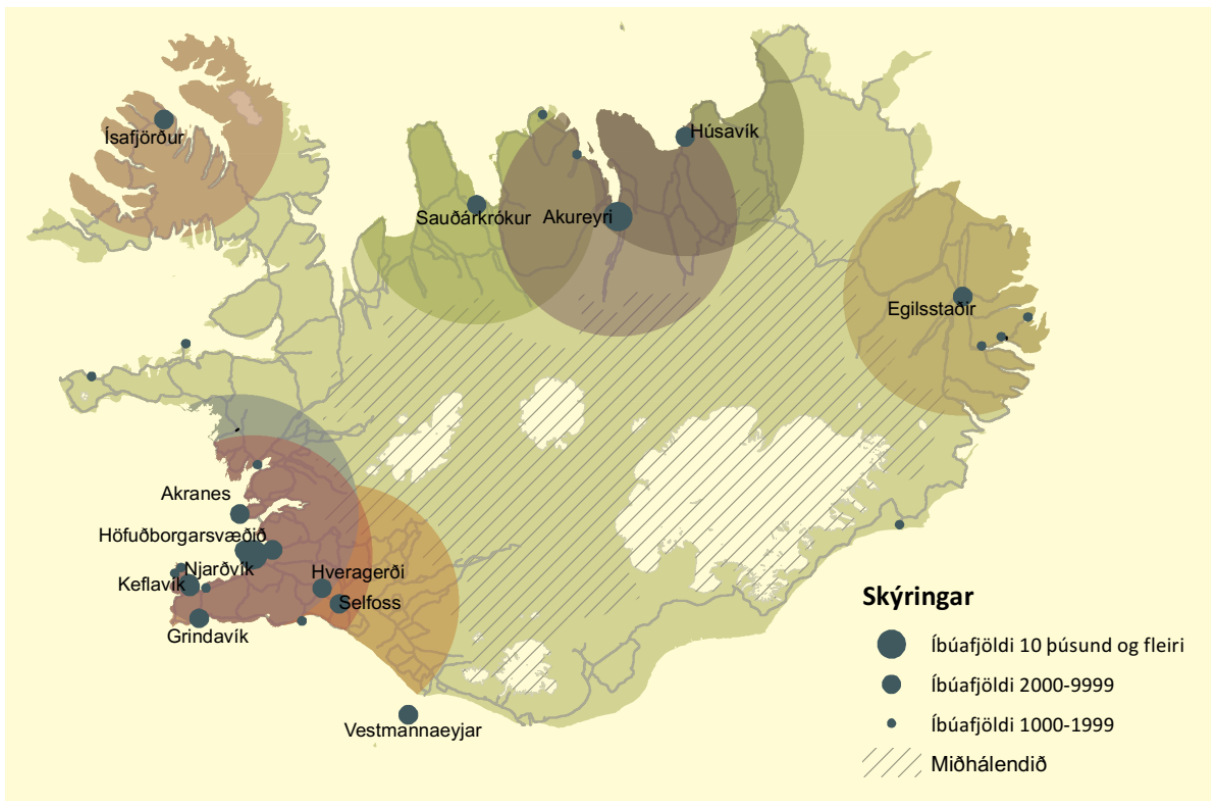 Ísafjörður
Húsavík
Sauðárkrókur
Akureyri
Egilsstaðir
Akranes
Höfuðborgarsvæðið
Njarðvík
Keflavík
Hveragerði
Selfoss
Grindavík
Vestmannaeyjar
Skýringar
Íbúafjöldi 10 þúsund og fleiri
Íbúafjöldi 2000-9999
Íbúafjöldi 1000-1999
Miðhálendið